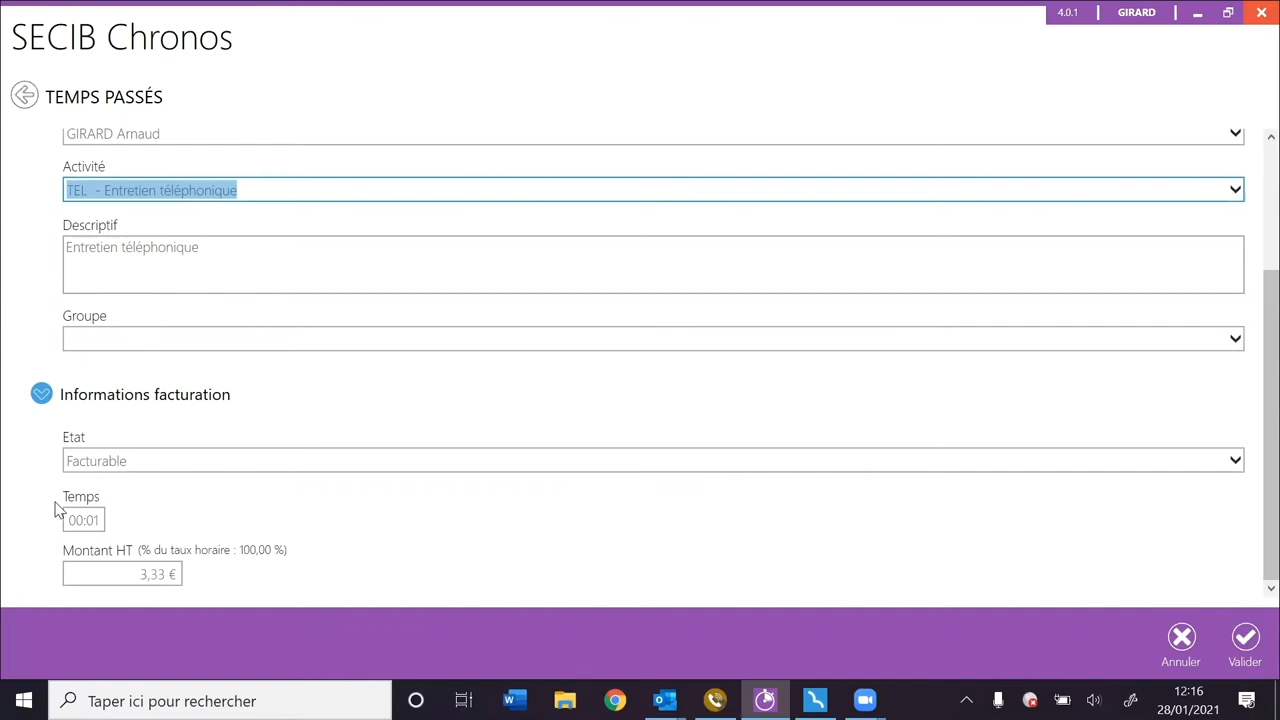 4.0.1
GIRARD
SECIB Chronos
TEMPS PASSÉS
GIRARD Arnaud
Activité
TEL - Entretien téléphonique
Descriptif
Entretien téléphonique
Groupe
Informations facturation
Etat
Facturable
Temps
00:01
Montant HT (% du taux horaire : 100,00 %)
3,33 €
Annuler
Valider
Taper ici pour rechercher
12:16
28/01/2021